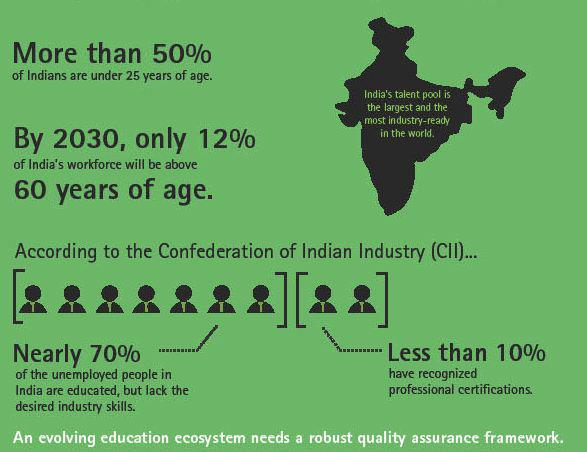 More than 50%
of Indians are under 25 years of age.
India's talent pool is
the largest and the
most industry-ready
in the world.
By 2030, only 12%
of India's workforce will be above
60 years of age.
According to the Confederation of Indian Industry (CII)...
Nearly 70%
of the unemployed people in
India are educated, but lack the
desired industry skills.
Less than 10%
have recognized
professional certifications.
An evolving education ecosystem needs a robust quality assurance framework.